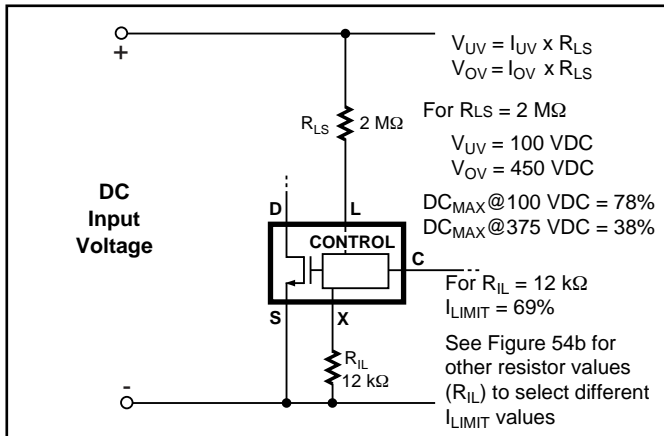 +
V_UV = I_UV x R_LS
V_OV = I_OV x R_LS
R_LS 2 MΩ
For RLS = 2 MΩ
V_UV = 100 VDC
V_OV = 450 VDC
DC_MAX@100 VDC = 78%
DC_MAX@375 VDC = 38%
DC
Input
Voltage
D L
CONTROL
C
S X
For R_IL = 12 kΩ
I_LIMIT = 69%
R_IL
12 kΩ
See Figure 54b for
other resistor values
(R_IL) to select different
I_LIMIT values
-